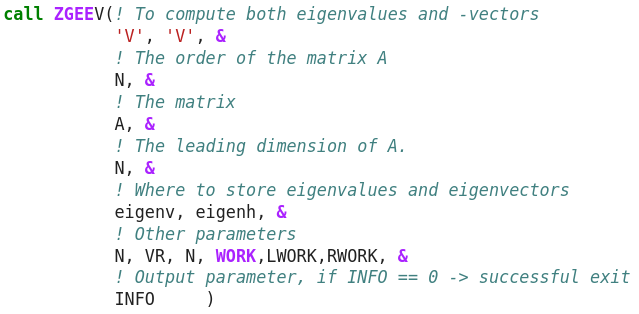 call ZGEEV(! To compute both eigenvalues and -vectors
'V', 'V', &
! The order of the matrix A
N, &
! The matrix
A, &
! The leading dimension of A.
N, &
! Where to store eigenvalues and eigenvectors
eigenv, eigenh, &
! Other parameters
N, VR, N, WORK,LWORK,RWORK, &
! Output parameter, if INFO == 0 -> successful exit
INFO     )